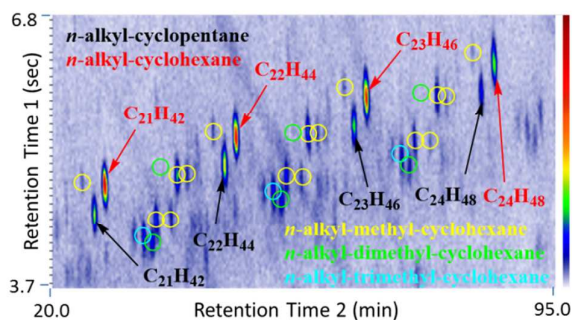 6.8
n-alkyl-cyclopentane
n-alkyl-cyclohexane
C23H46
C22H44
C21H42
Retention Time 1 (sec)
C21H42
C22H44
C23H46
C24H48
C24H48
n-alkyl-methyl-cyclohexane
n-alkyl-dimethyl-cyclohexane
n-alkyl-trimethyl-cyclohexane
3.7
20.0
Retention Time 2 (min)
95.0